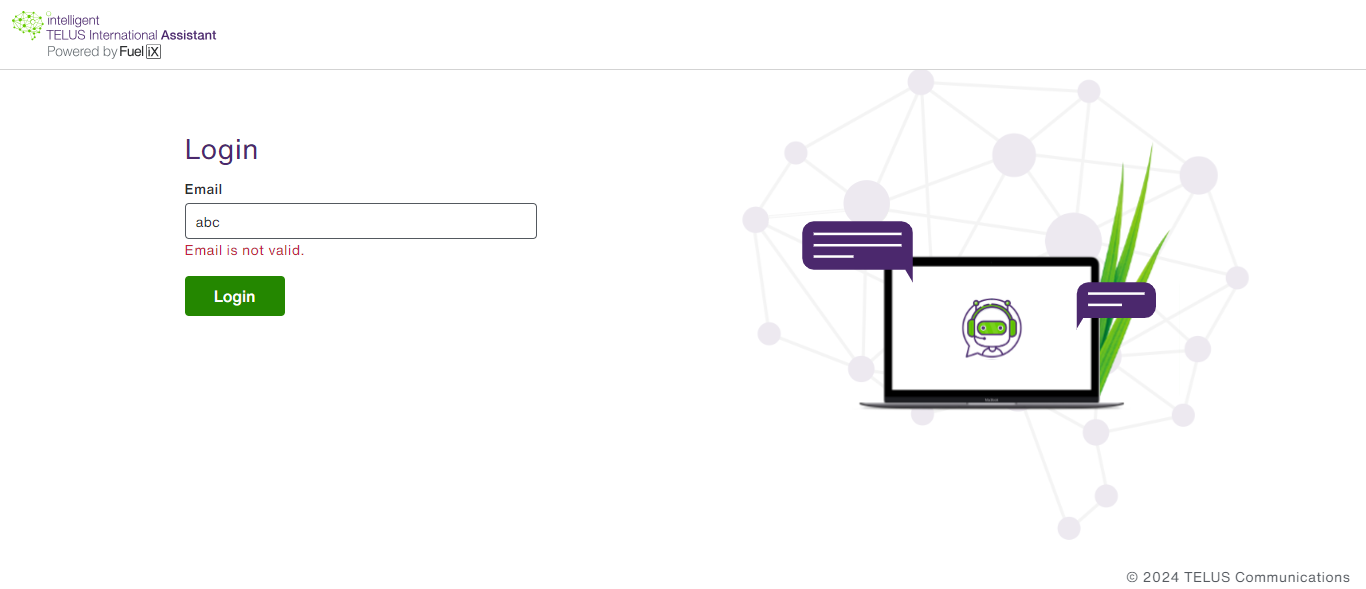 intelligent
TELUS International Assistant
Powered by Fuel iX
Login
Email
abc
Email is not valid.
Login
© 2024 TELUS Communications